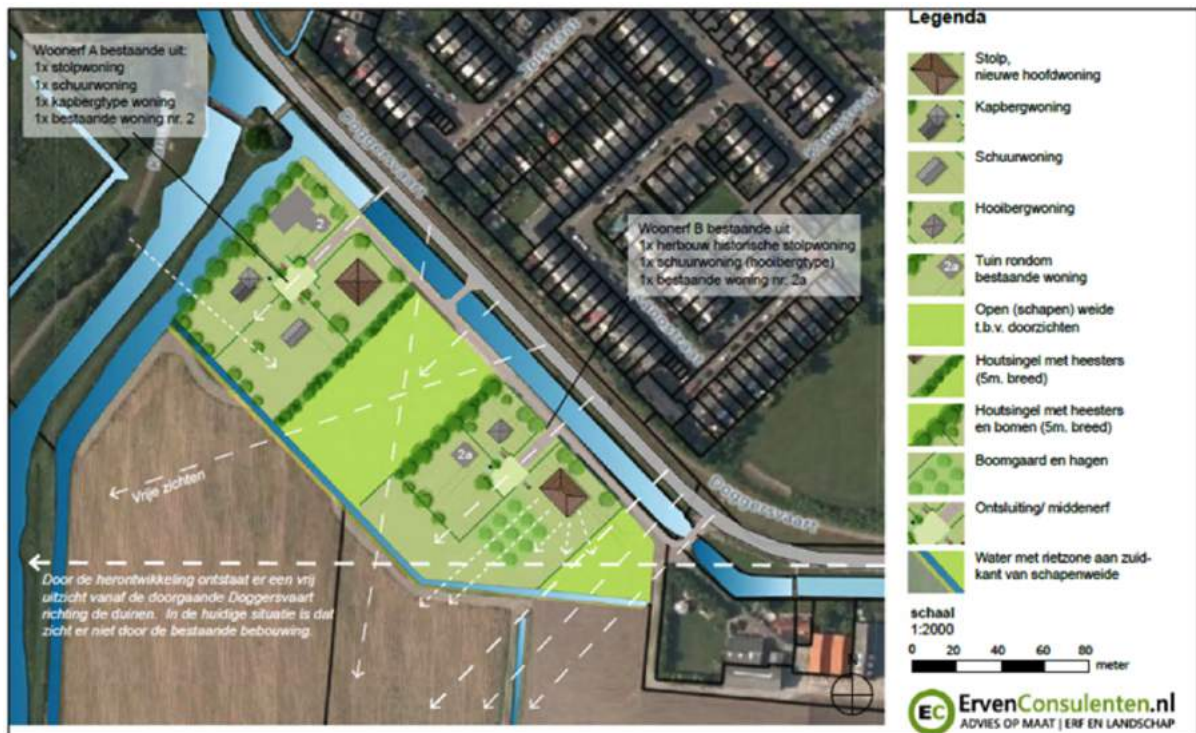 Woonerf A bestaande uit:
1x stolpwoning
1x schuurwoning
1x kapbergtype woning
1x bestaande woning nr. 2
Doggersvaart
2
Woonerf B bestaande uit
1x herbouw historische stolpwoning
1x schuurwoning (hooibergtype)
1x bestaande woning nr. 2a
2a
Doggersvaart
Vrije zichten
Door de herontwikkeling ontstaat er een vrij
uitzicht vanaf de doorgaande Doggersvaart
richting de duinen. In de huidige situatie is dat
zicht er niet door de bestaande bebouwing.
Legenda
Stolp,
nieuwe hoofdwoning
Kapbergwoning
Schuurwoning
Hooibergwoning
2a
Tuin rondom
bestaande woning
Open (schapen) weide
t.b.v. doorzichten
Houtsingel met heesters
(5m. breed)
Houtsingel met heesters
en bomen (5m. breed)
Boomgaard en hagen
Ontsluiting/ middenerf
Water met rietzone aan zuid-
kant van schapenweide
schaal
1:2000
0 20 40 60 80
meter
EC ErvenConsulenten.nl
ADVIES OP MAAT | ERF EN LANDSCHAP